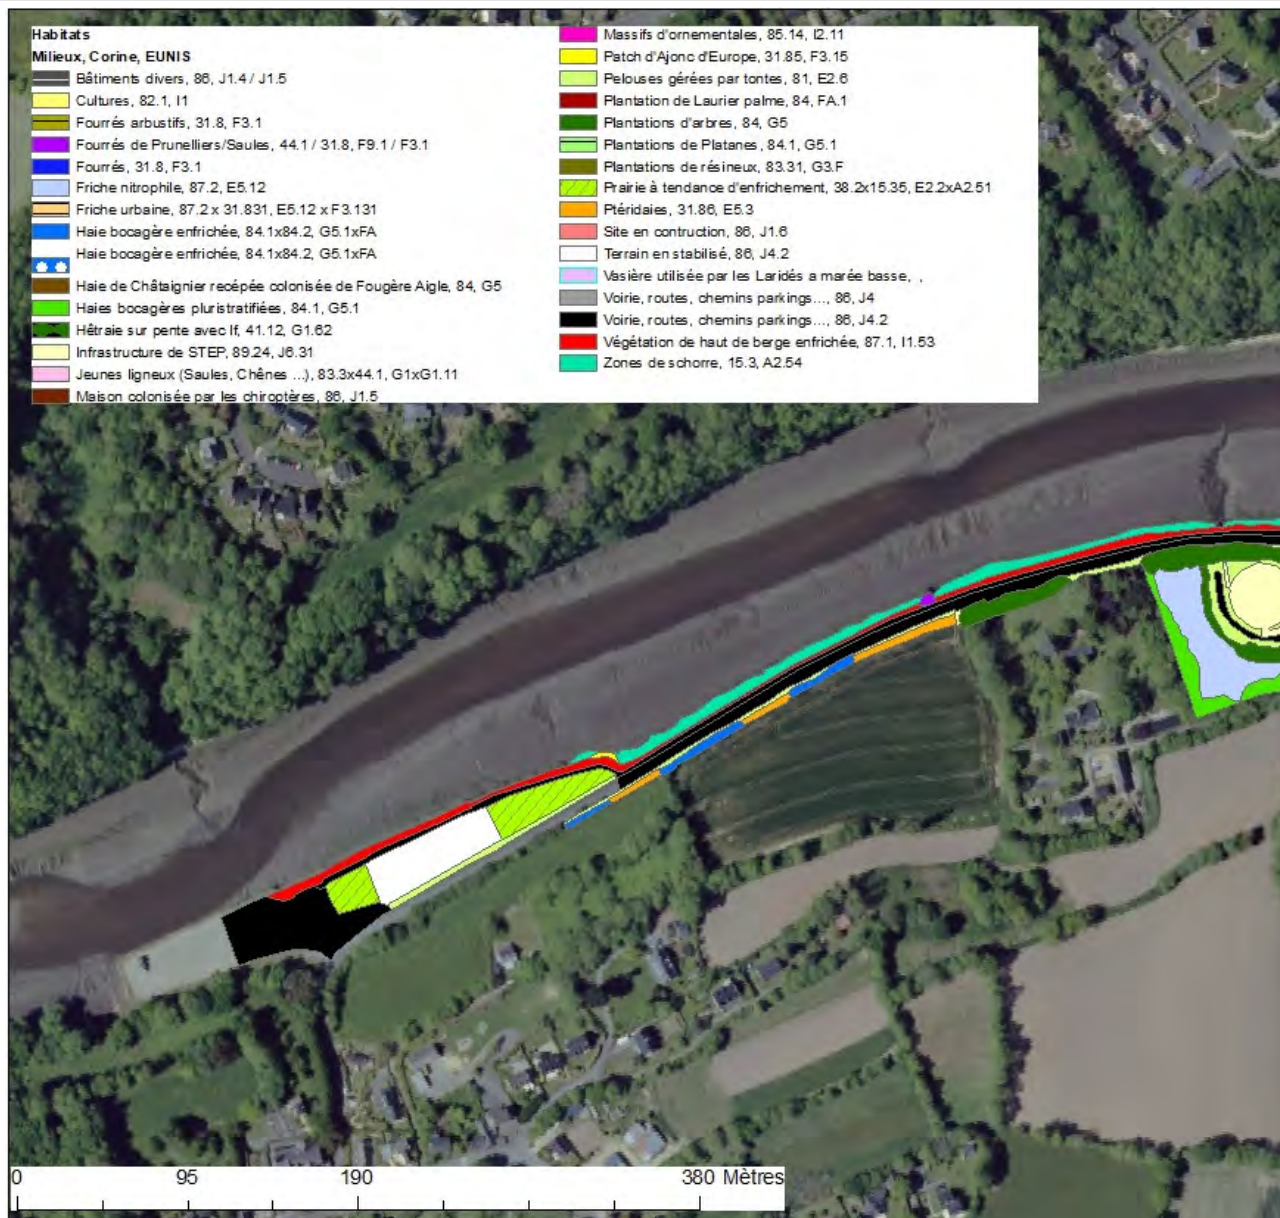 Habitats
Milieux, Corine, EUNIS
Bâtiments divers, 86, J1.4 / J1.5
Cultures, 82.1, I1
Fourrés arbustifs, 31.8, F3.1
Fourrés de Prunelliers/Saules, 44.1 / 31.8, F9.1 / F3.1
Fourrés, 31.8, F3.1
Friche nitrophile, 87.2, E5.12
Friche urbaine, 87.2 x 31.831, E5.12 x F3.131
Haie bocagère enfrichée, 84.1x84.2, G5.1xFA
Haie bocagère enfrichée, 84.1x84.2, G5.1xFA
Haie de Châtaignier recépée colonisée de Fougère Aigle, 84, G5
Haies bocagères pluristratifiées, 84.1, G5.1
Hêtraie sur pente avec If, 41.12, G1.62
Infrastructure de STEP, 89.24, J6.31
Jeunes ligneux (Saules, Chênes ...), 83.3x44.1, G1xG1.11
Maison colonisée par les chiroptères, 86, J1.5
Massifs d'ornementales, 85.14, I2.11
Patch d'Ajonc d'Europe, 31.85, F3.15
Pelouses gérées par tontes, 81, E2.6
Plantation de Laurier palme, 84, FA.1
Plantations d'arbres, 84, G5
Plantations de Platanes, 84.1, G5.1
Plantations de résineux, 83.31, G3.F
Prairie à tendance d'enfrichement, 38.2x15.35, E2.2xA2.51
Ptéridaies, 31.86, E5.3
Site en contruction, 86, J1.6
Terrain en stabilisé, 86, J4.2
Vasière utilisée par les Laridés a marée basse, ,
Voirie, routes, chemins parkings..., 86, J4
Voirie, routes, chemins parkings..., 86, J4.2
Végétation de haut de berge enfrichée, 87.1, I1.53
Zones de schorre, 15.3, A2.54
0 95 190 380 Mètres